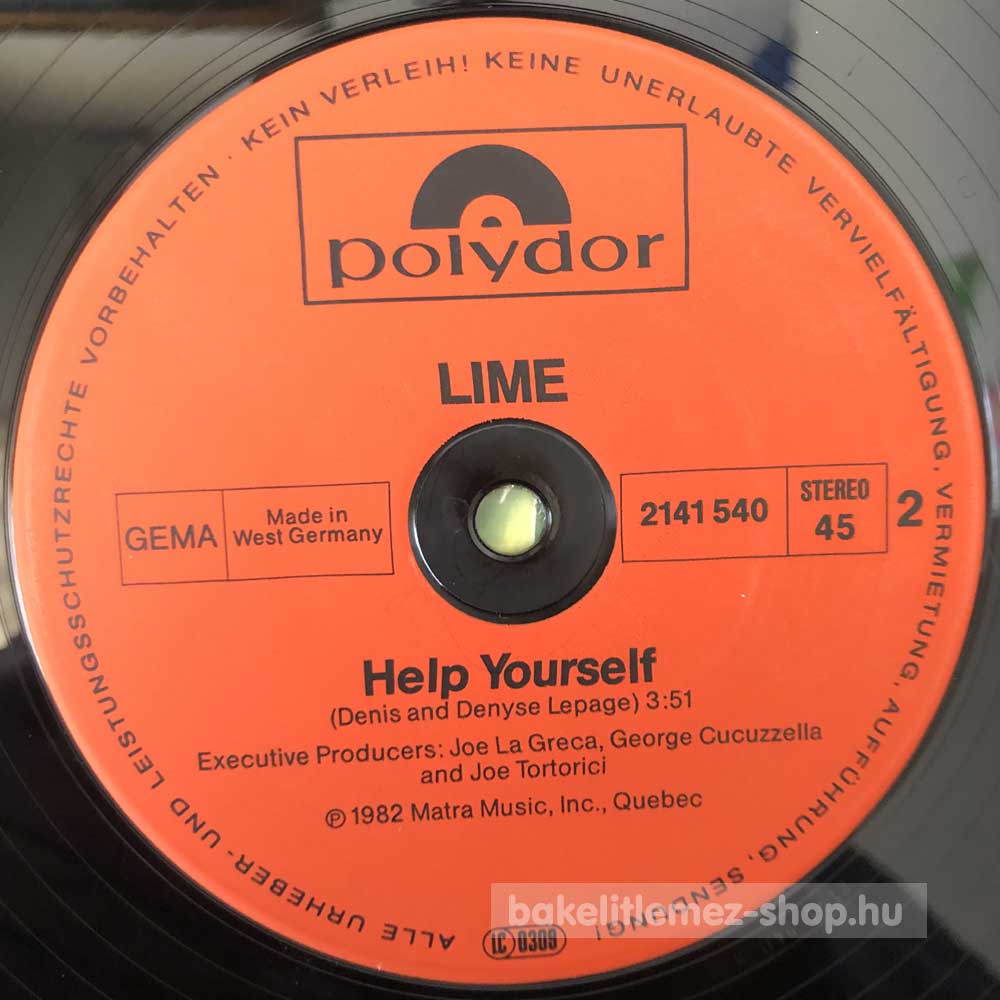 ALLE URHEBER- UND LEISTUNGSSCHUTZRECHTE VORBEHALTEN · KEIN VERLEIH! KEINE UNERLAUBTE VERVIELFÄLTIGUNG, VERMIETUNG, AUFFÜHRUNG, SENDUNG!
polydor
LIME
GEMA
Made in
West Germany
2141 540
STEREO
45
2
Help Yourself
(Denis and Denyse Lepage) 3:51
Executive Producers: Joe La Greca, George Cucuzzella
and Joe Tortorici
℗ 1982 Matra Music, Inc., Quebec
LC 0309
bakelitlemez-shop.hu